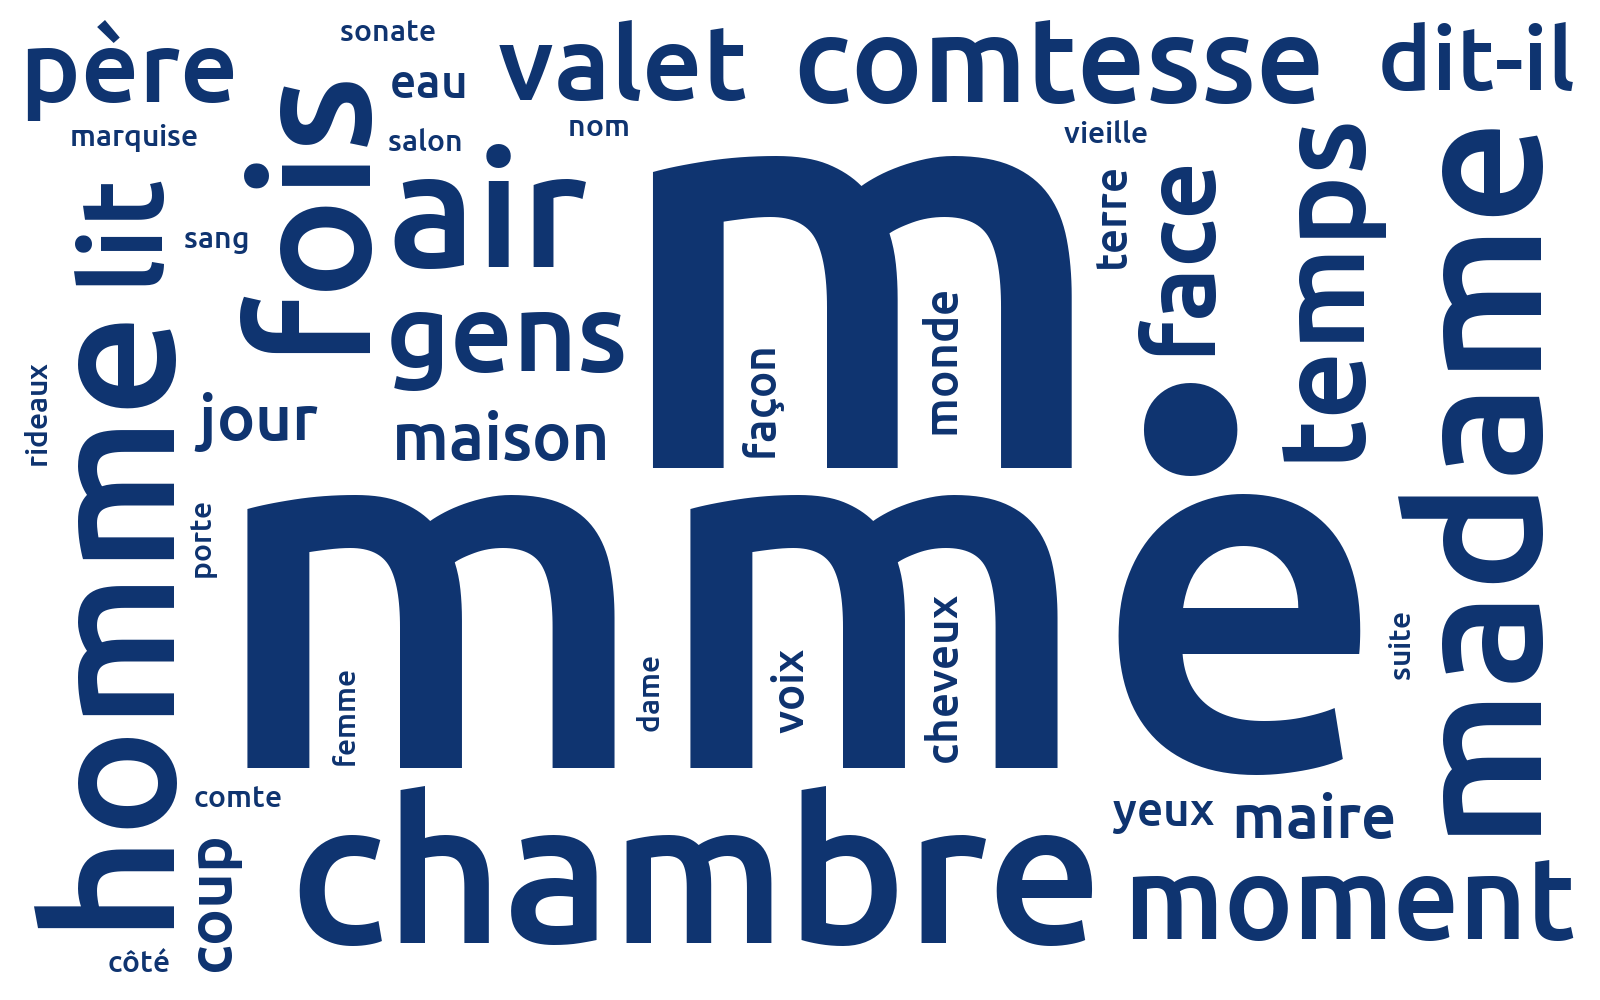 père
sonate
valet
comtesse
dit-il
fois
eau
marquise
salon
nom
vieille
lit
air
m.
terre
face
temps
madame
sang
gens
façon
monde
homme
rideaux
jour
maison
porte
mme
femme
dame
voix
cheveux
suite
comte
chambre
yeux
maire
coup
moment
côté